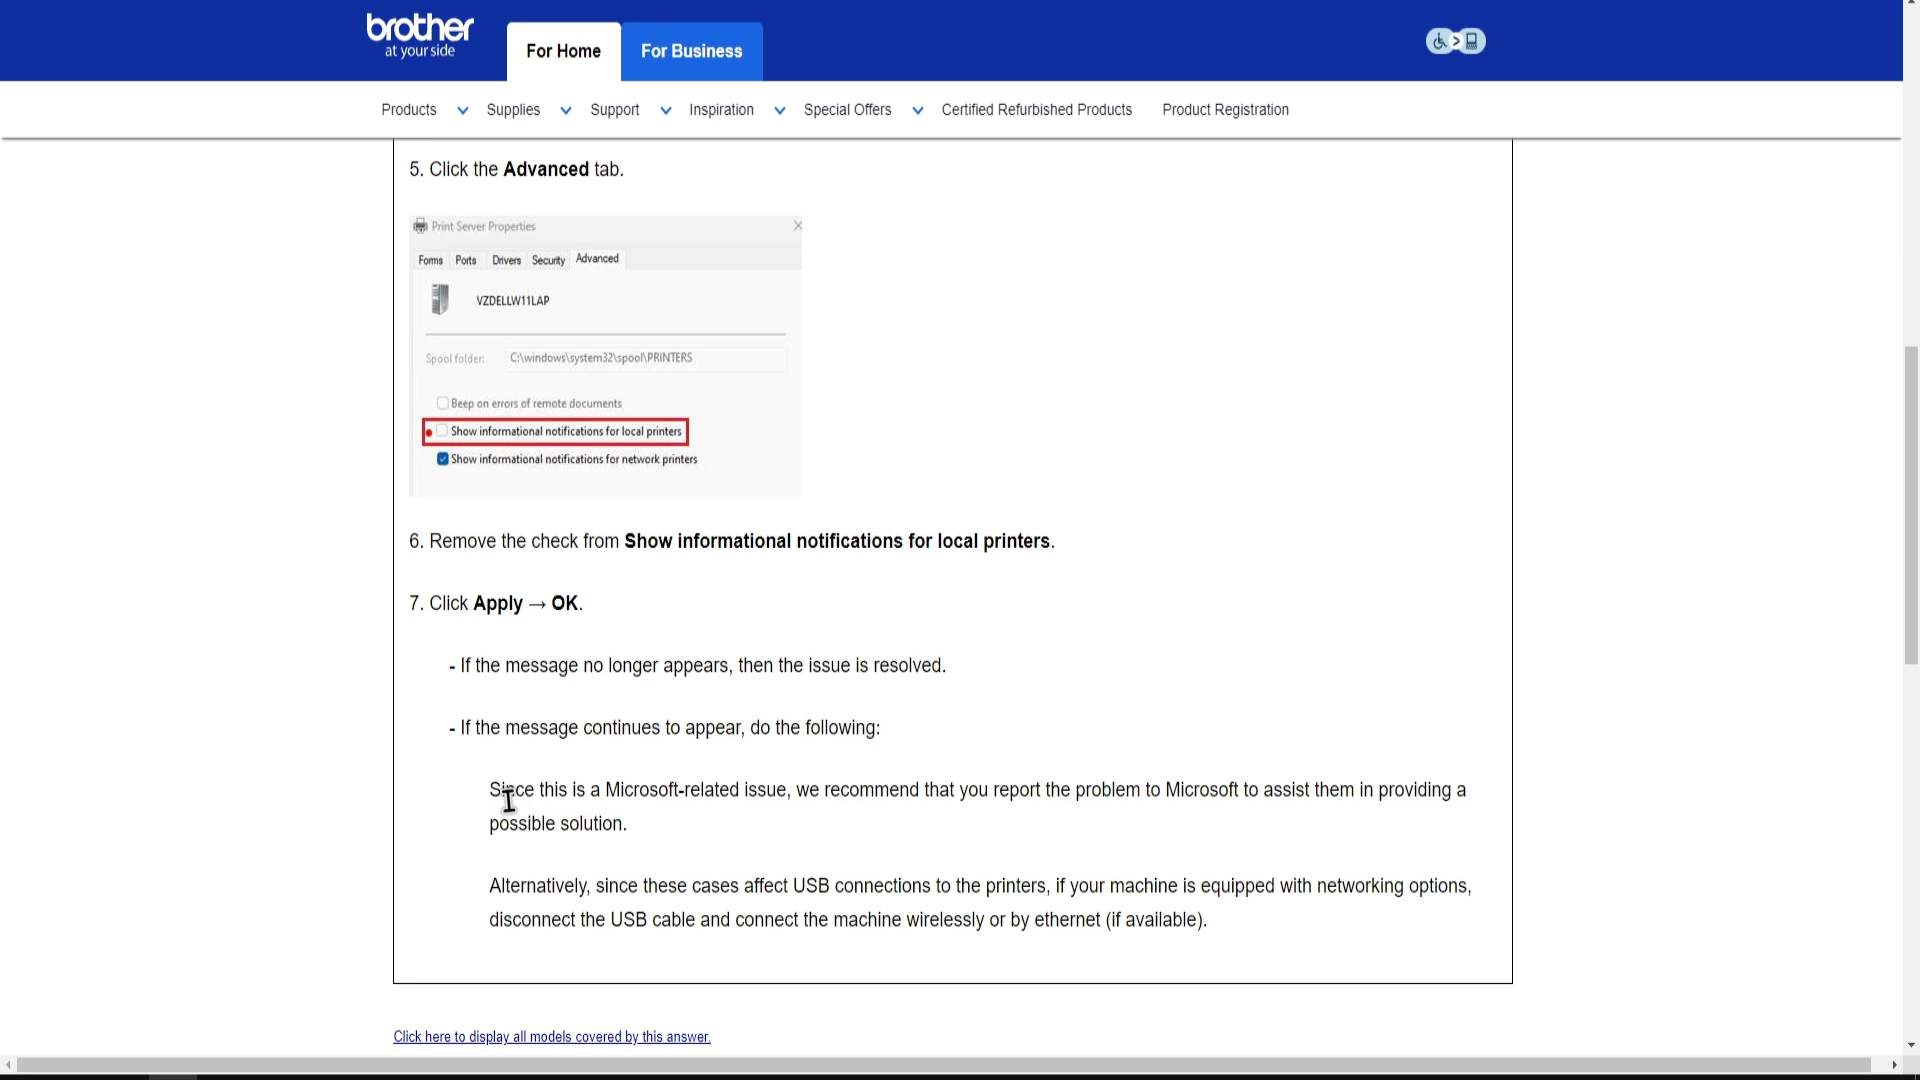 brother
at your side
For Home
For Business
Products
Supplies
Support
Inspiration
Special Offers
Certified Refurbished Products
Product Registration
5. Click the Advanced tab.
Print Server Properties
Forms Ports Drivers Security Advanced
VZDELLW11LAP
Spool folder: C:\windows\system32\spool\PRINTERS
Beep on errors of remote documents
Show informational notifications for local printers
Show informational notifications for network printers
6. Remove the check from Show informational notifications for local printers.
7. Click Apply → OK.
- If the message no longer appears, then the issue is resolved.
- If the message continues to appear, do the following:
Since this is a Microsoft-related issue, we recommend that you report the problem to Microsoft to assist them in providing a
possible solution.
Alternatively, since these cases affect USB connections to the printers, if your machine is equipped with networking options,
disconnect the USB cable and connect the machine wirelessly or by ethernet (if available).
Click here to display all models covered by this answer.